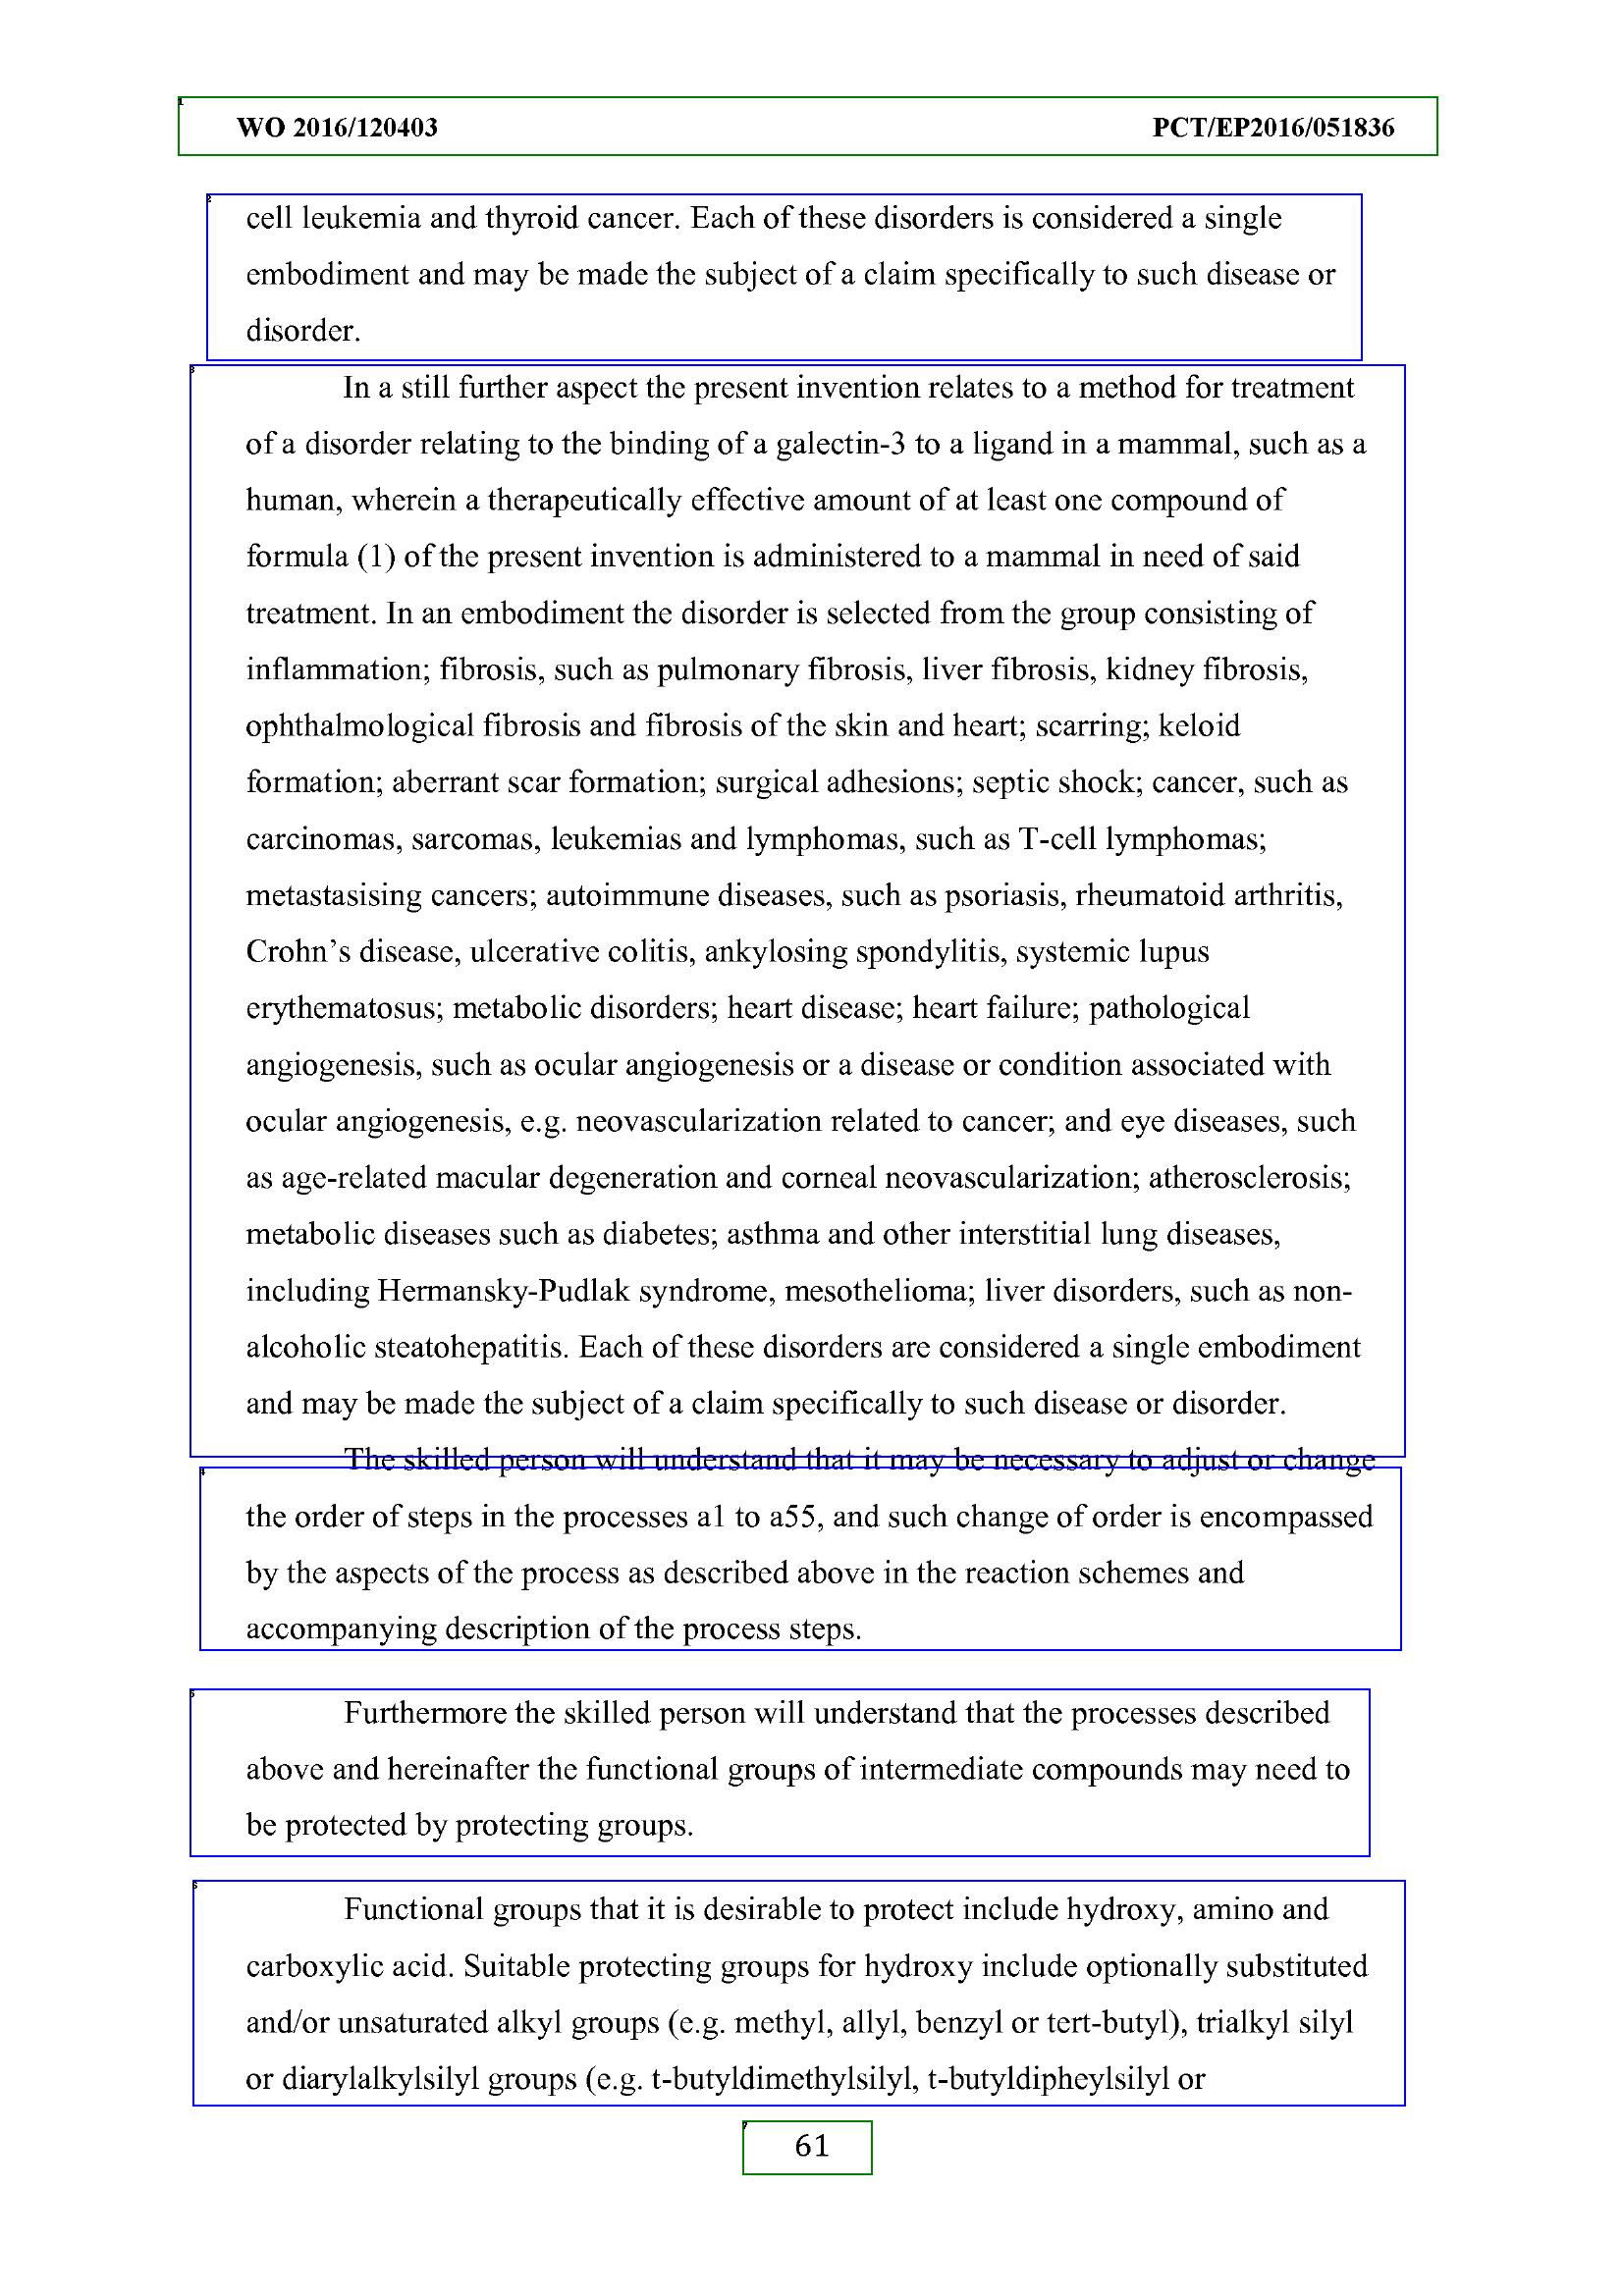 WO 2016/120403 PCT/EP2016/051836
cell leukemia and thyroid cancer. Each of these disorders is considered a single
embodiment and may be made the subject of a claim specifically to such disease or
disorder.
In a still further aspect the present invention relates to a method for treatment
of a disorder relating to the binding of a galectin-3 to a ligand in a mammal, such as a
human, wherein a therapeutically effective amount of at least one compound of
formula (1) of the present invention is administered to a mammal in need of said
treatment. In an embodiment the disorder is selected from the group consisting of
inflammation; fibrosis, such as pulmonary fibrosis, liver fibrosis, kidney fibrosis,
ophthalmological fibrosis and fibrosis of the skin and heart; scarring; keloid
formation; aberrant scar formation; surgical adhesions; septic shock; cancer, such as
carcinomas, sarcomas, leukemias and lymphomas, such as T-cell lymphomas;
metastasising cancers; autoimmune diseases, such as psoriasis, rheumatoid arthritis,
Crohn’s disease, ulcerative colitis, ankylosing spondylitis, systemic lupus
erythematosus; metabolic disorders; heart disease; heart failure; pathological
angiogenesis, such as ocular angiogenesis or a disease or condition associated with
ocular angiogenesis, e.g. neovascularization related to cancer; and eye diseases, such
as age-related macular degeneration and corneal neovascularization; atherosclerosis;
metabolic diseases such as diabetes; asthma and other interstitial lung diseases,
including Hermansky-Pudlak syndrome, mesothelioma; liver disorders, such as non-
alcoholic steatohepatitis. Each of these disorders are considered a single embodiment
and may be made the subject of a claim specifically to such disease or disorder.
The skilled person will understand that it may be necessary to adjust or change
the order of steps in the processes a1 to a55, and such change of order is encompassed
by the aspects of the process as described above in the reaction schemes and
accompanying description of the process steps.
Furthermore the skilled person will understand that the processes described
above and hereinafter the functional groups of intermediate compounds may need to
be protected by protecting groups.
Functional groups that it is desirable to protect include hydroxy, amino and
carboxylic acid. Suitable protecting groups for hydroxy include optionally substituted
and/or unsaturated alkyl groups (e.g. methyl, allyl, benzyl or tert-butyl), trialkyl silyl
or diarylalkylsilyl groups (e.g. t-butyldimethylsilyl, t-butyldipheylsilyl or
61